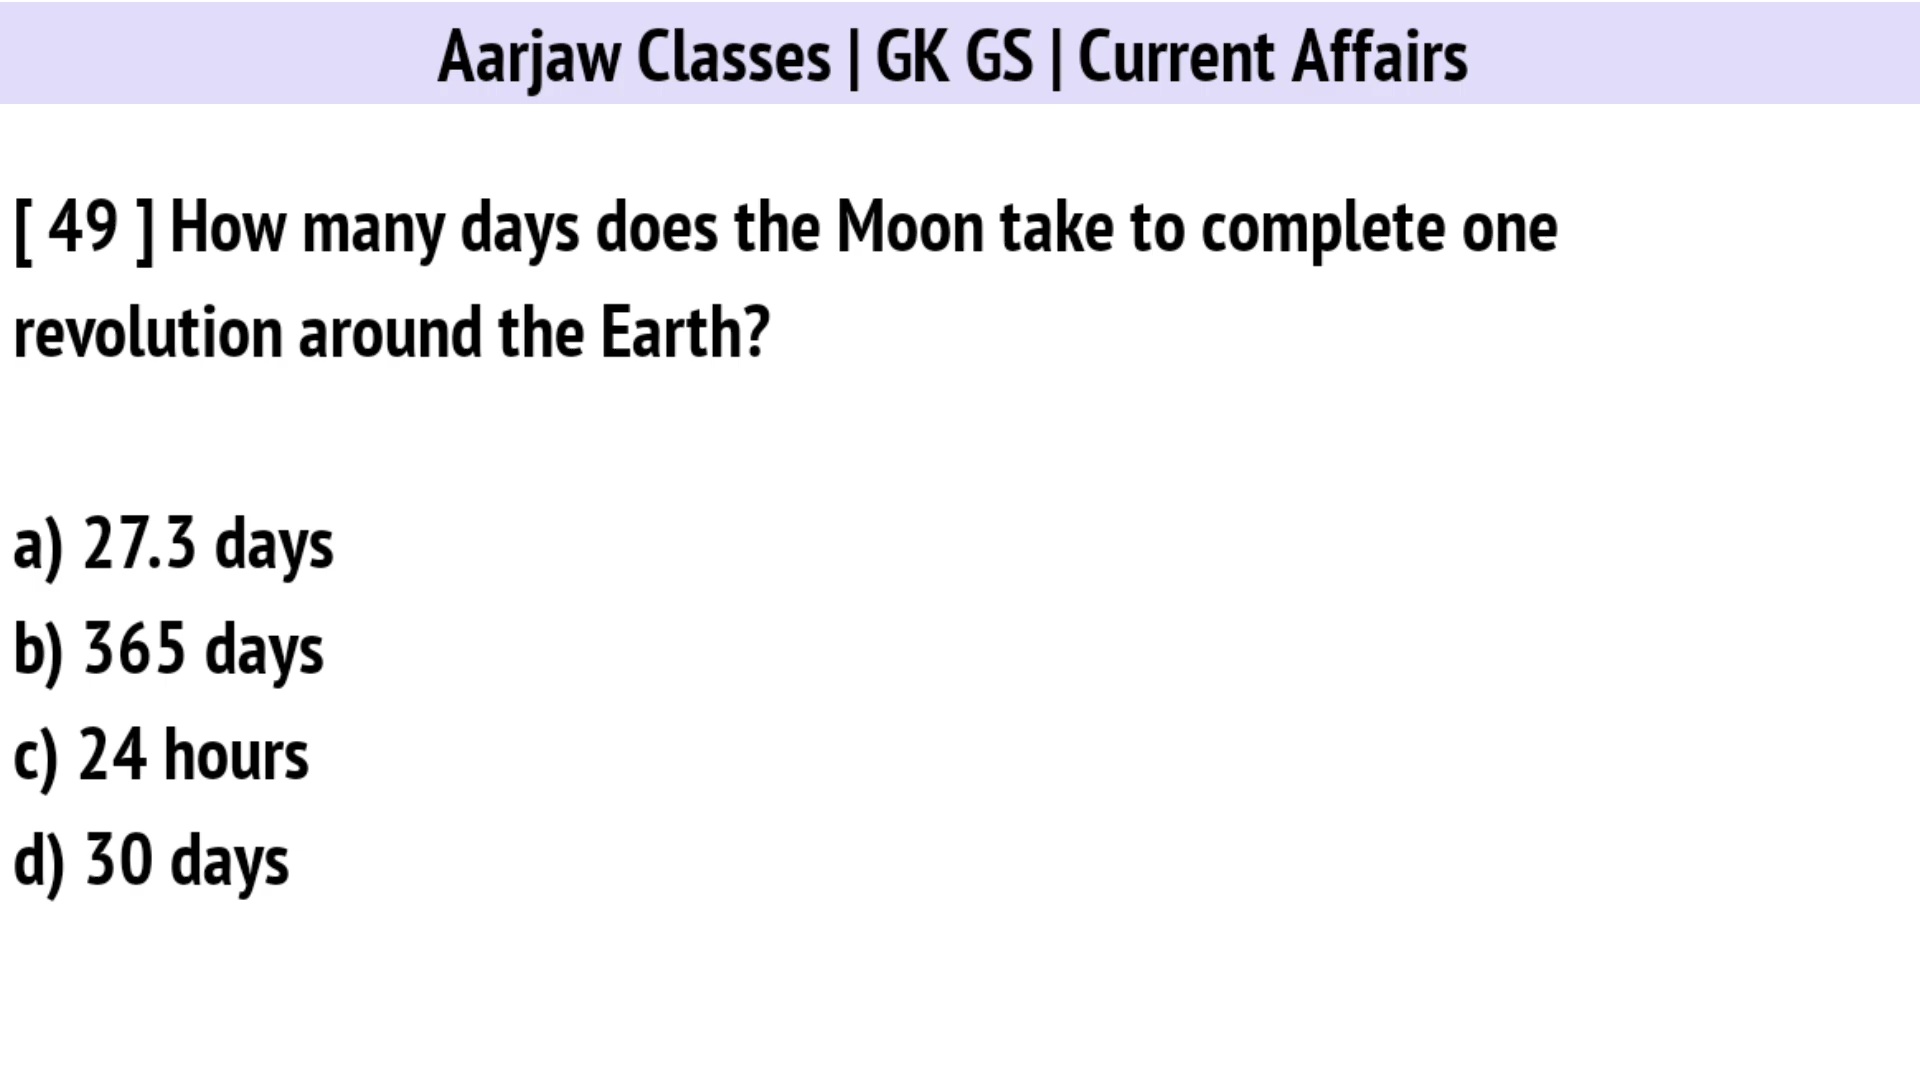 Aarjaw Classes | GK GS | Current Affairs
[ 49 ] How many days does the Moon take to complete one
revolution around the Earth?
a) 27.3 days
b) 365 days
c) 24 hours
d) 30 days